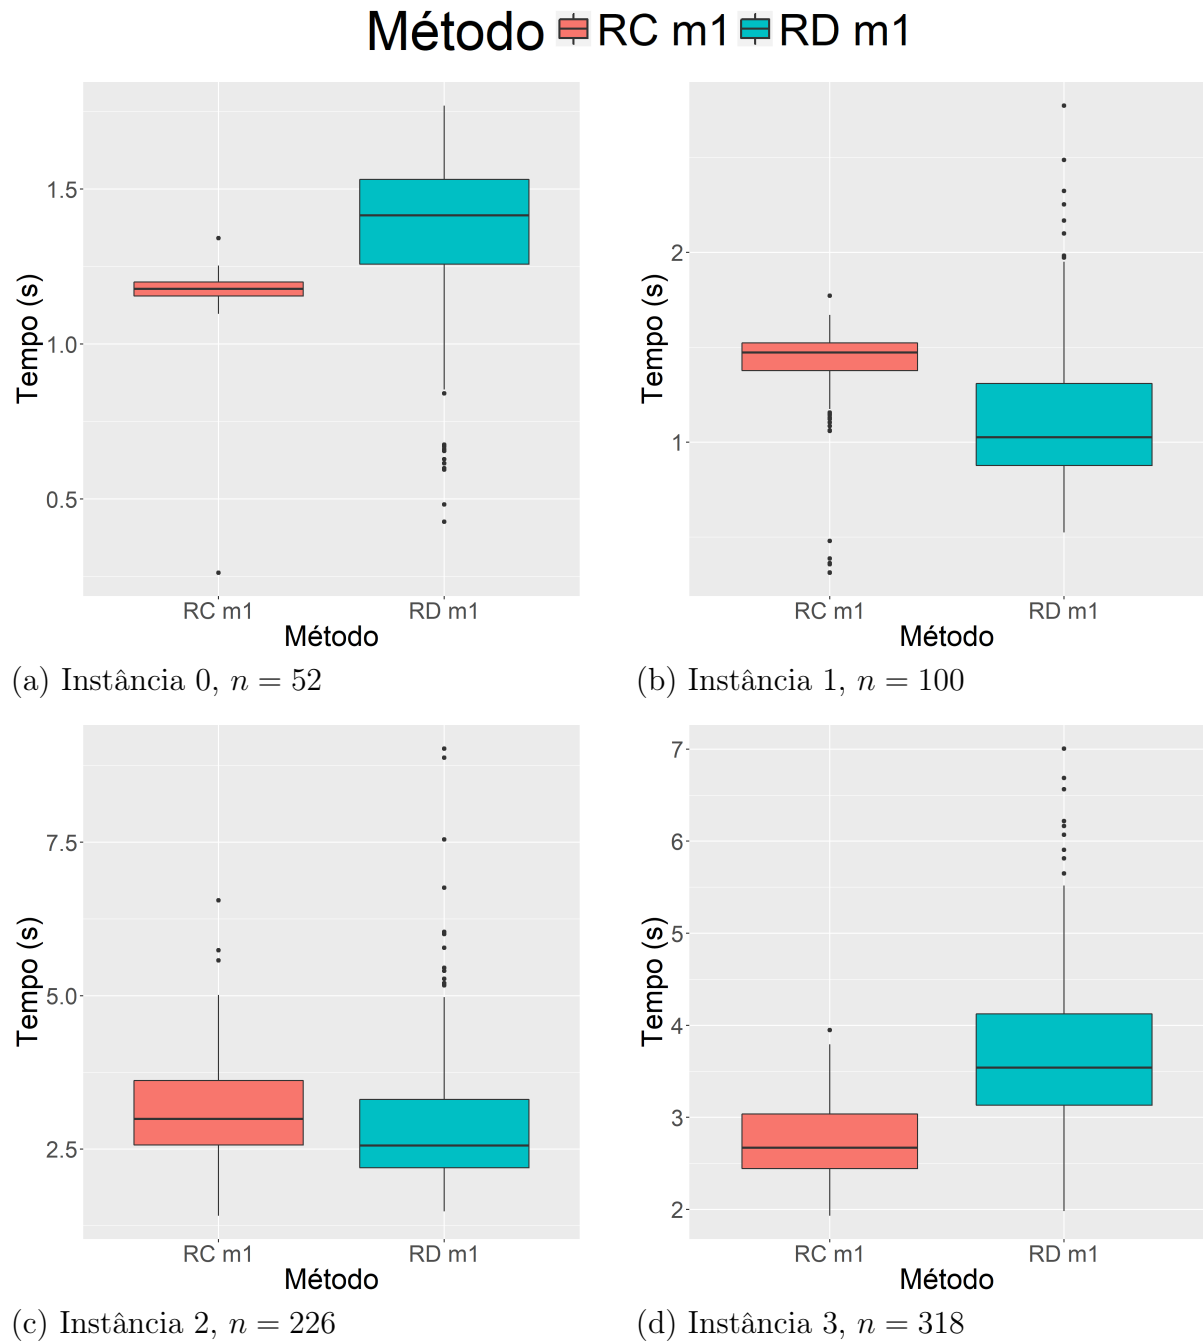 Método RC m1 RD m1
Tempo (s)
1.5
1.0
0.5
RC m1 RD m1
Método
(a) Instância 0, n = 52
Tempo (s)
2
1
RC m1 RD m1
Método
(b) Instância 1, n = 100
Tempo (s)
7.5
5.0
2.5
RC m1 RD m1
Método
(c) Instância 2, n = 226
Tempo (s)
7
6
5
4
3
2
RC m1 RD m1
Método
(d) Instância 3, n = 318